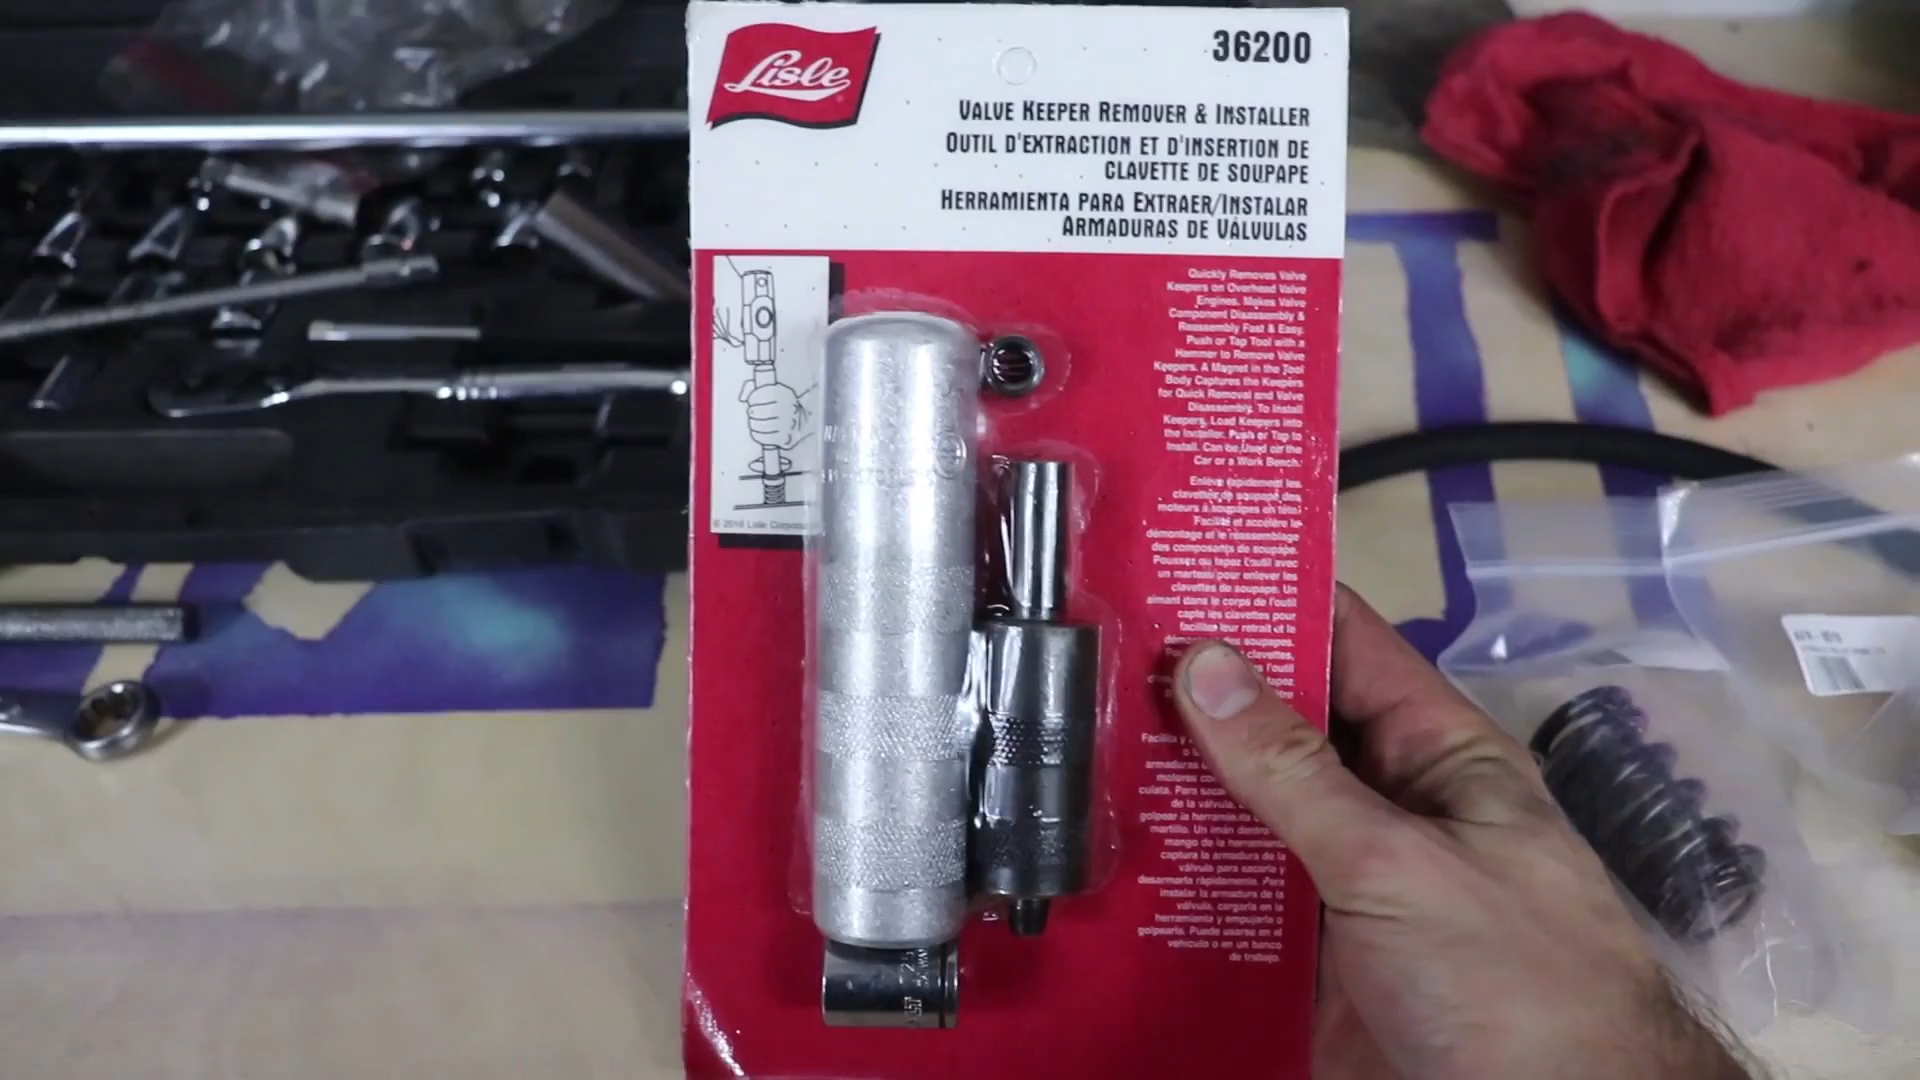 Lisle
36200
VALVE KEEPER REMOVER & INSTALLER
OUTIL D'EXTRACTION ET D'INSERTION DE
CLAVETTE DE SOUPAPE
HERRAMIENTA PARA EXTRAER/INSTALAR
ARMADURAS DE VÁLVULAS
Quickly Removes Valve
Keepers on Overhead Valve
Engines. Makes Valve
Component Disassembly &
Reassembly Fast & Easy.
Push or Tap Tool with a
Hammer to Remove Valve
Keepers. A Magnet in the Tool
Body Captures the Keepers
for Quick Removal and Valve
Disassembly. To Install
Keepers, Load Keepers into
the Installer. Push or Tap to
Install. Can be Used on the
Car or a Work Bench.
Enlève rapidement les
clavettes de soupape des
moteurs à soupapes en tête.
Facilite et accélère le
démontage et le réassemblage
des composants de soupape.
Poussez ou tapez l'outil avec
un marteau pour enlever les
clavettes de soupape. Un
aimant dans le corps de l'outil
capte les clavettes pour
faciliter leur retrait et le
des soupapes.
clavettes,
l'outil
tapez
Facilita y
armaduras
motores
culata. Para
de la válvula,
golpear la herramienta
martillo. Un imán dentro
mango de la herramienta
captura la armadura de la
válvula para sacarla y
desarmarla rápidamente. Para
instalar la armadura de la
válvula, cargarla en la
herramienta y empujarla o
golpearla. Puede usarse en el
vehículo o en un banco
de trabajo.
© 2016 Lisle